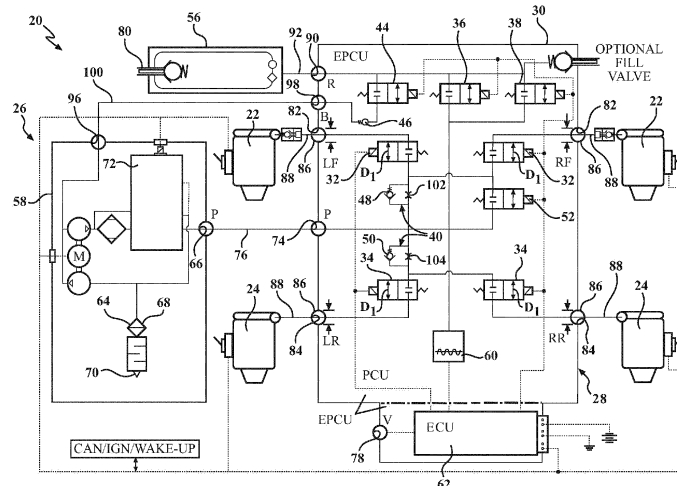 20
80
56
92
90
EPCU
44
36
38
30
OPTIONAL
FILL
VALVE
R
100
98
B
46
96
26
22
82
82
22
72
88
86
LF
32
D1
D1
32
RF
86
88
58
48
102
52
P
P
40
76
74
66
50
104
M
34
34
64
68
24
88
86
D1
D1
88
86
24
LR
84
RR
84
70
60
PCU
28
EPCU
V
ECU
CAN/IGN/WAKE-UP
78
62